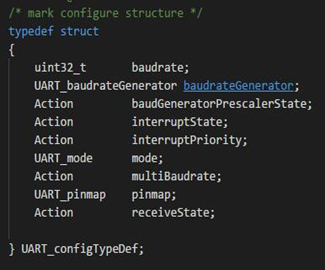 /* mark configure structure */
typedef struct
{
uint32_t baudrate;
UART_baudrateGenerator baudrateGenerator;
Action baudGeneratorPrescalerState;
Action interruptState;
Action interruptPriority;
UART_mode mode;
Action multiBaudrate;
UART_pinmap pinmap;
Action receiveState;
} UART_configTypeDef;